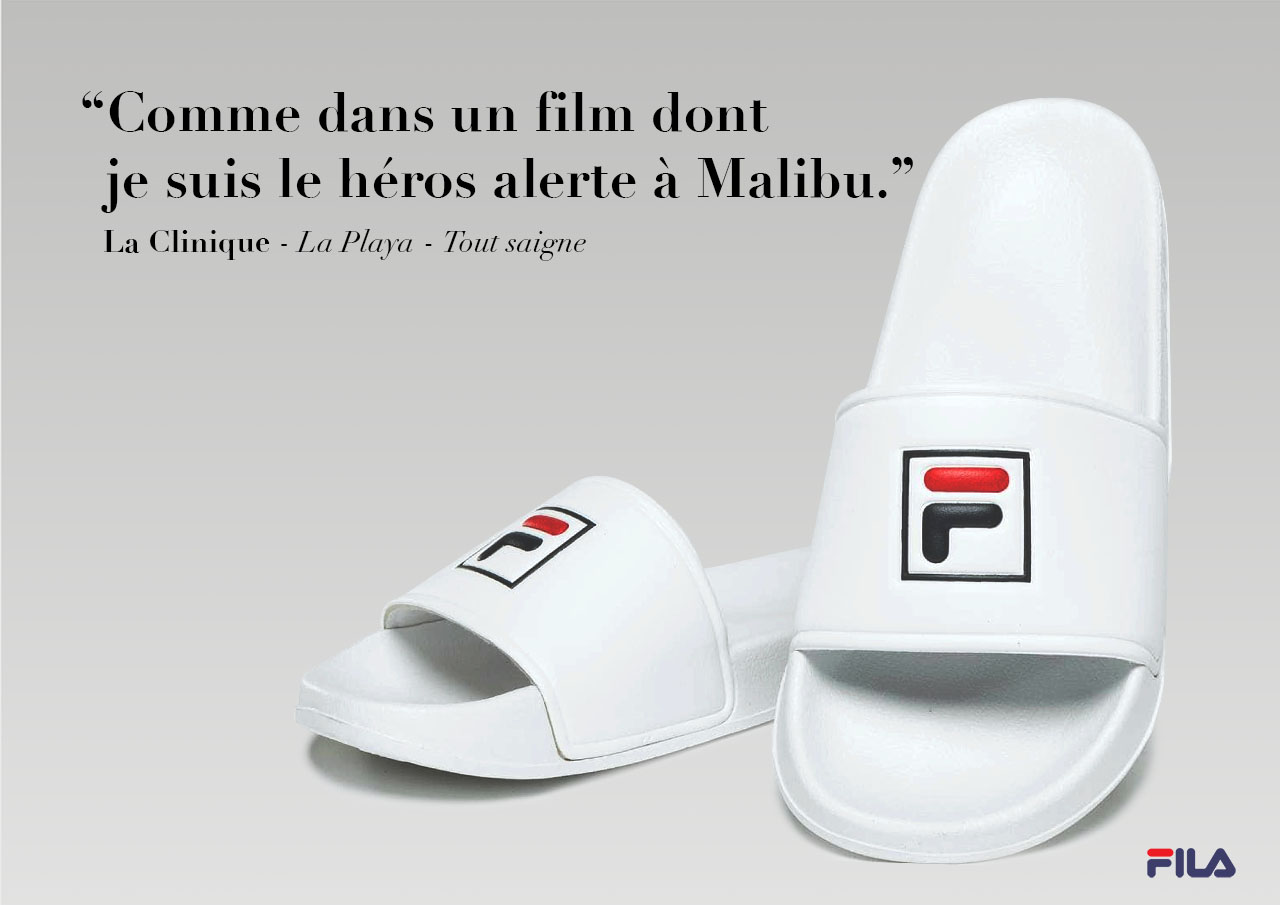 “Comme dans un film dont
je suis le héros alerte à Malibu.”
La Clinique - La Playa - Tout saigne
F
F
FILA